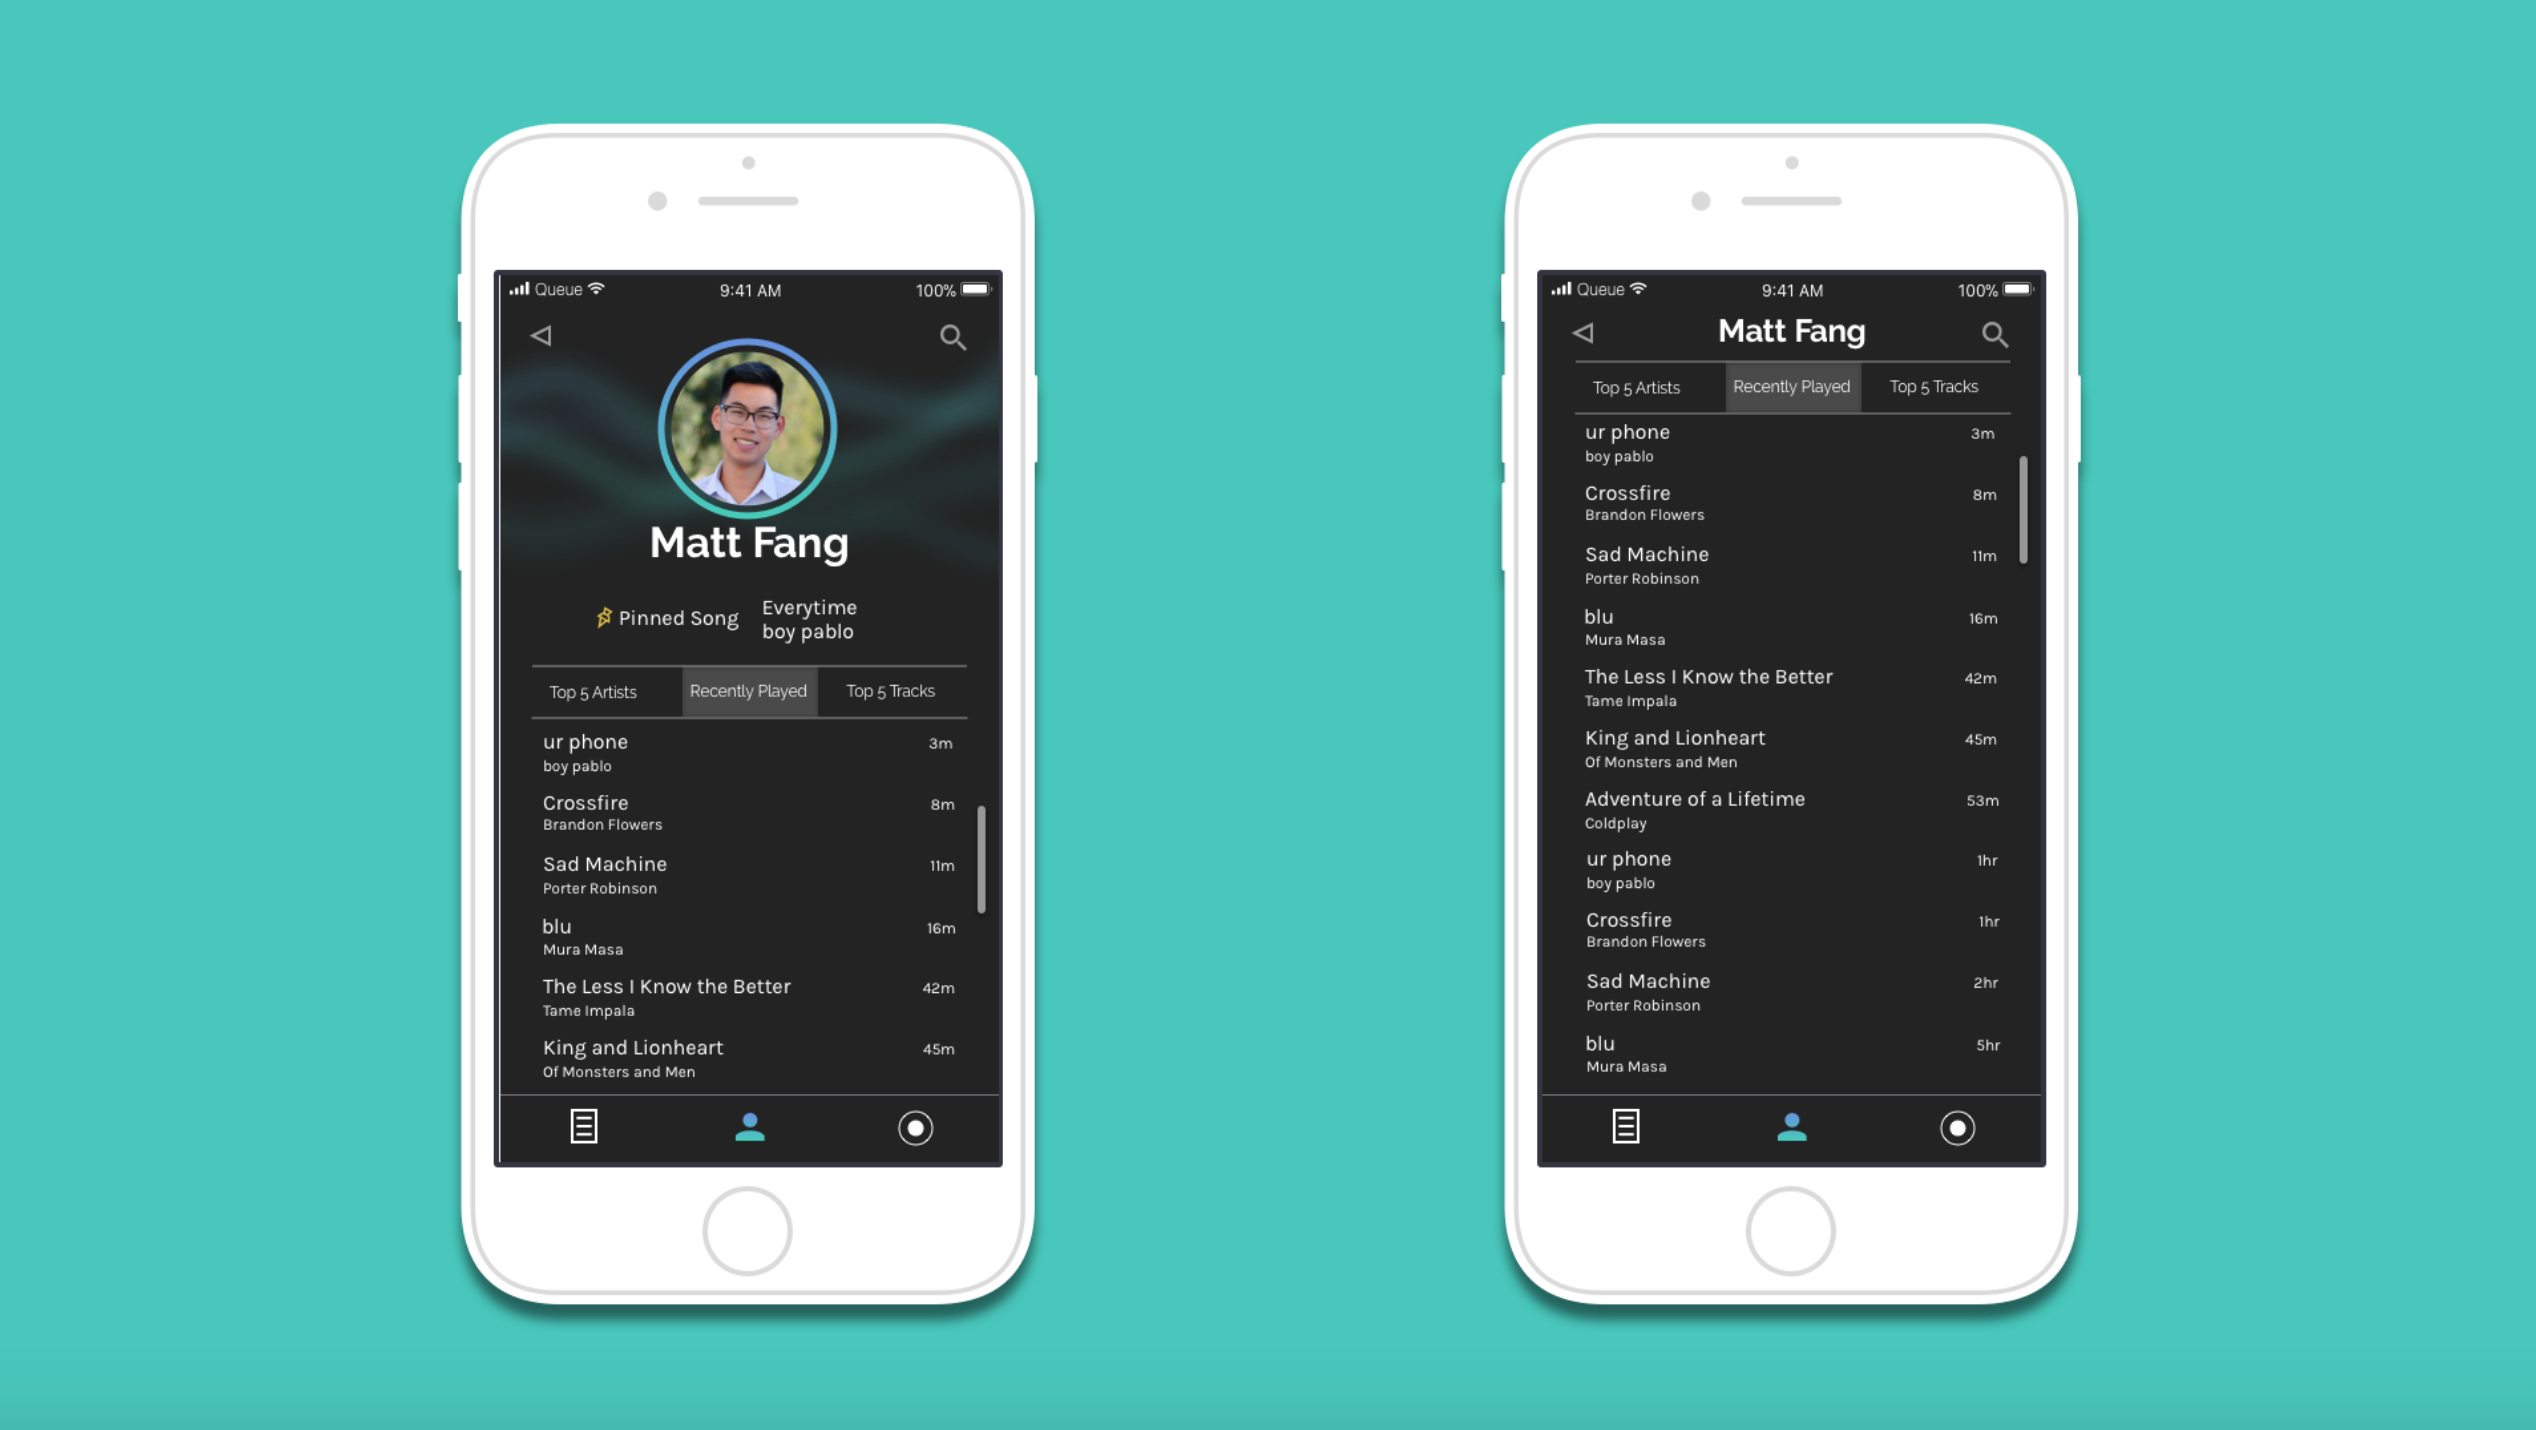 Queue
9:41 AM
100%
Matt Fang
Pinned Song
Everytime
boy pablo
Top 5 Artists
Recently Played
Top 5 Tracks
ur phone
3m
boy pablo
Crossfire
8m
Brandon Flowers
Sad Machine
11m
Porter Robinson
blu
16m
Mura Masa
The Less I Know the Better
42m
Tame Impala
King and Lionheart
45m
Of Monsters and Men
Queue
9:41 AM
100%
Matt Fang
Top 5 Artists
Recently Played
Top 5 Tracks
ur phone
3m
boy pablo
Crossfire
8m
Brandon Flowers
Sad Machine
11m
Porter Robinson
blu
16m
Mura Masa
The Less I Know the Better
42m
Tame Impala
King and Lionheart
45m
Of Monsters and Men
Adventure of a Lifetime
53m
Coldplay
ur phone
1hr
boy pablo
Crossfire
1hr
Brandon Flowers
Sad Machine
2hr
Porter Robinson
blu
5hr
Mura Masa